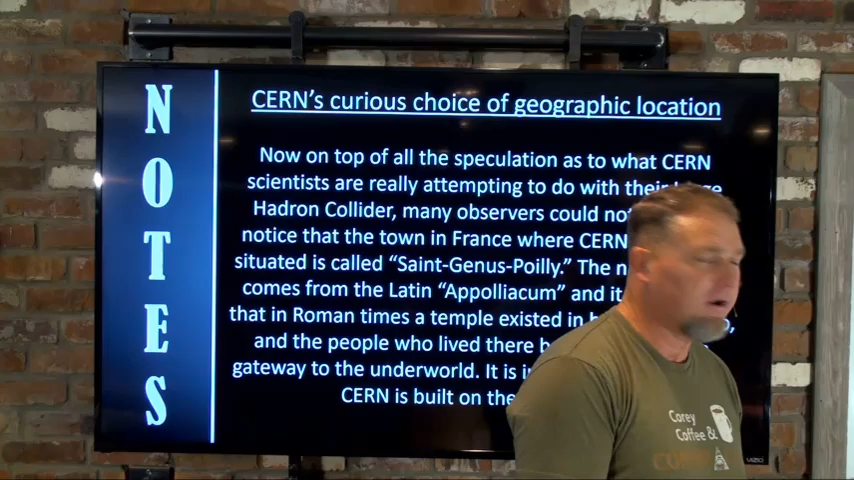 NOTES
CERN's curious choice of geographic location
Now on top of all the speculation as to what CERN
scientists are really attempting to do with their
Hadron Collider, many observers could
notice that the town in France where CERN
situated is called “Saint-Genus-Poilly.” The
comes from the Latin “Appolliacum” and
that in Roman times a temple existed in
and the people who lived there
gateway to the underworld. It is
CERN is built on the
Corey
Coffee &
VIZIO